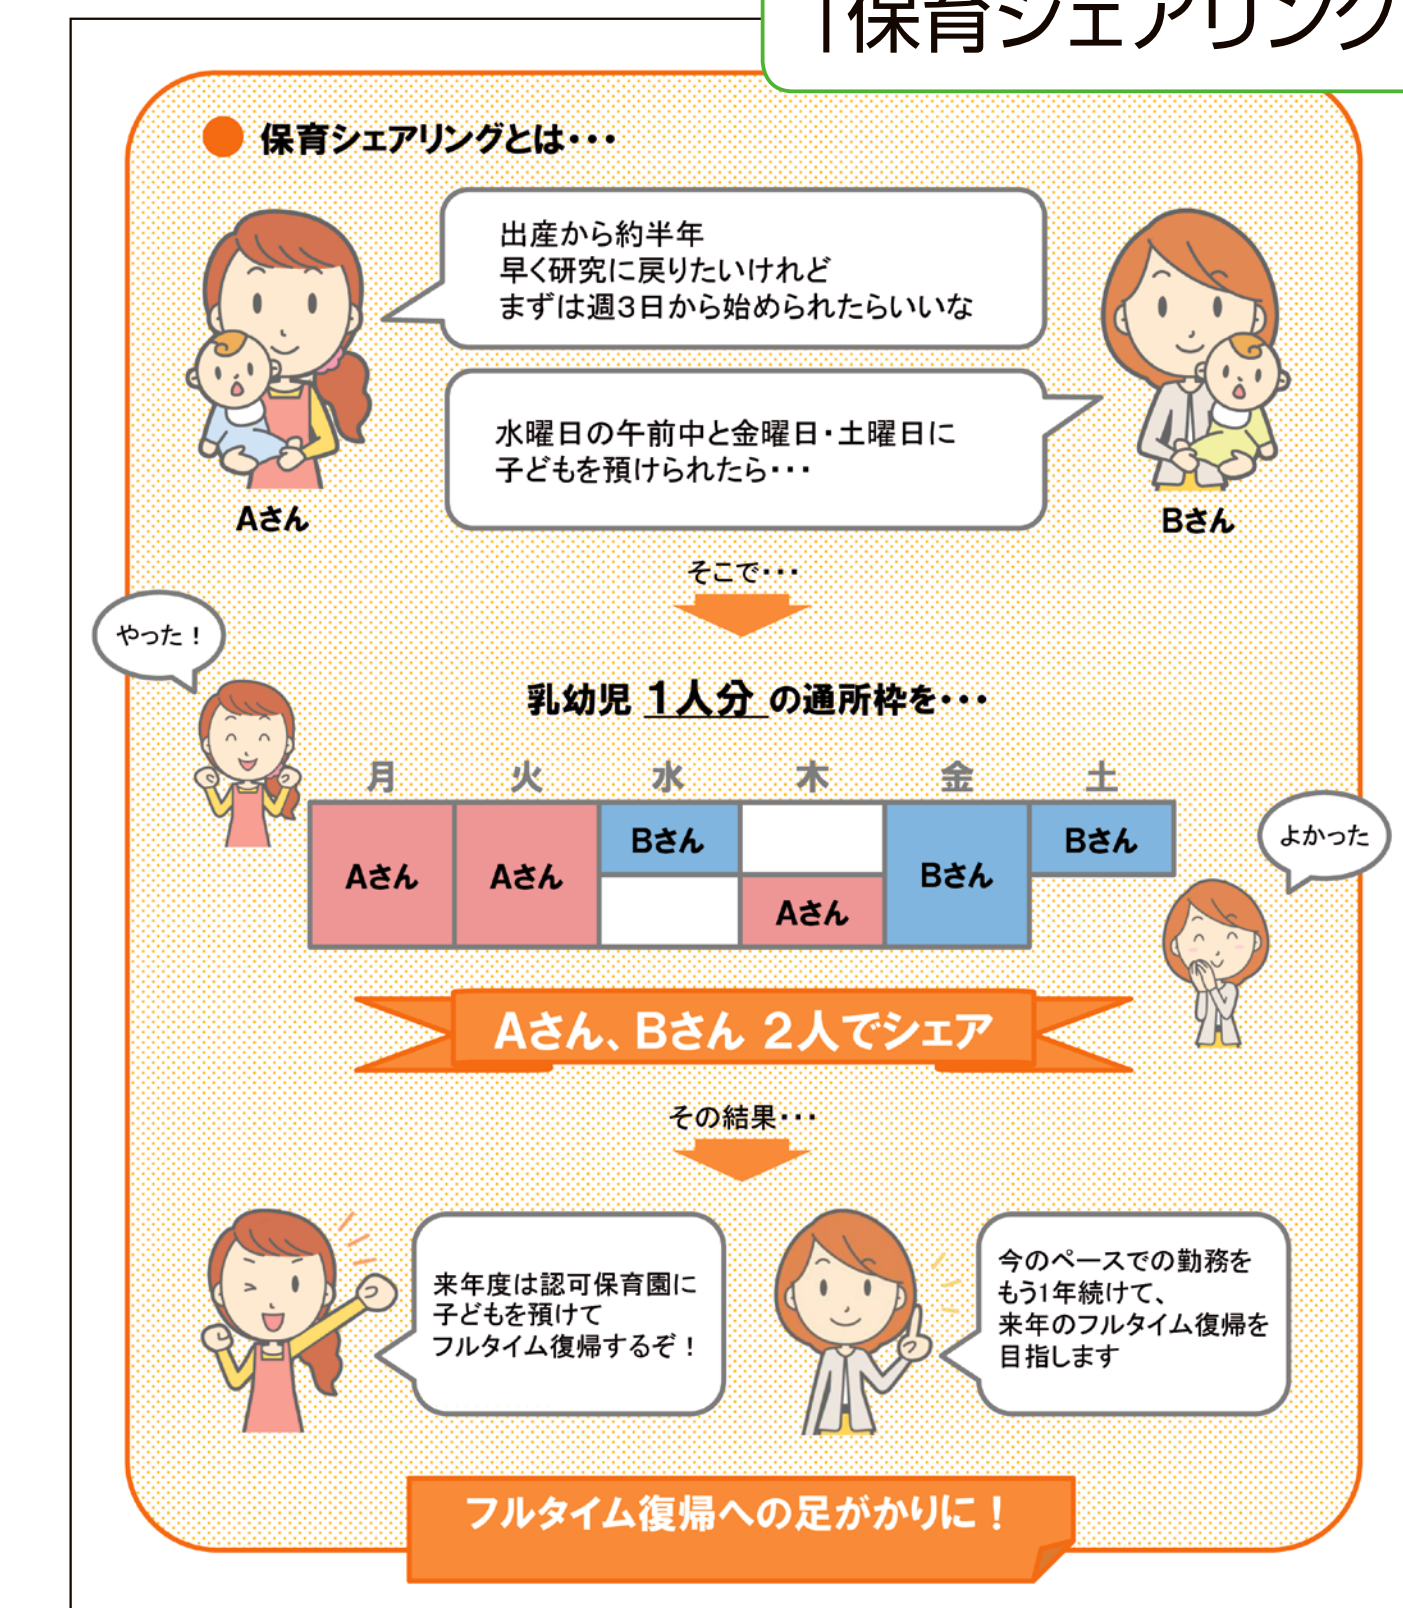 「保育シェアリング
保育シェアリングとは・・・
出産から約半年
早く研究に戻りたいけれど
まずは週3日から始められたらいいな
水曜日の午前中と金曜日・土曜日に
子どもを預けられたら・・・
Aさん
Bさん
そこで・・・
やった！
乳幼児 1人分 の通所枠を・・・
月 火 水 木 金 土
Aさん Aさん Bさん Aさん Bさん Bさん
よかった
Aさん、Bさん 2人でシェア
その結果・・・
来年度は認可保育園に
子どもを預けて
フルタイム復帰するぞ！
今のペースでの勤務を
もう1年続けて、
来年のフルタイム復帰を
目指します
フルタイム復帰への足がかりに！